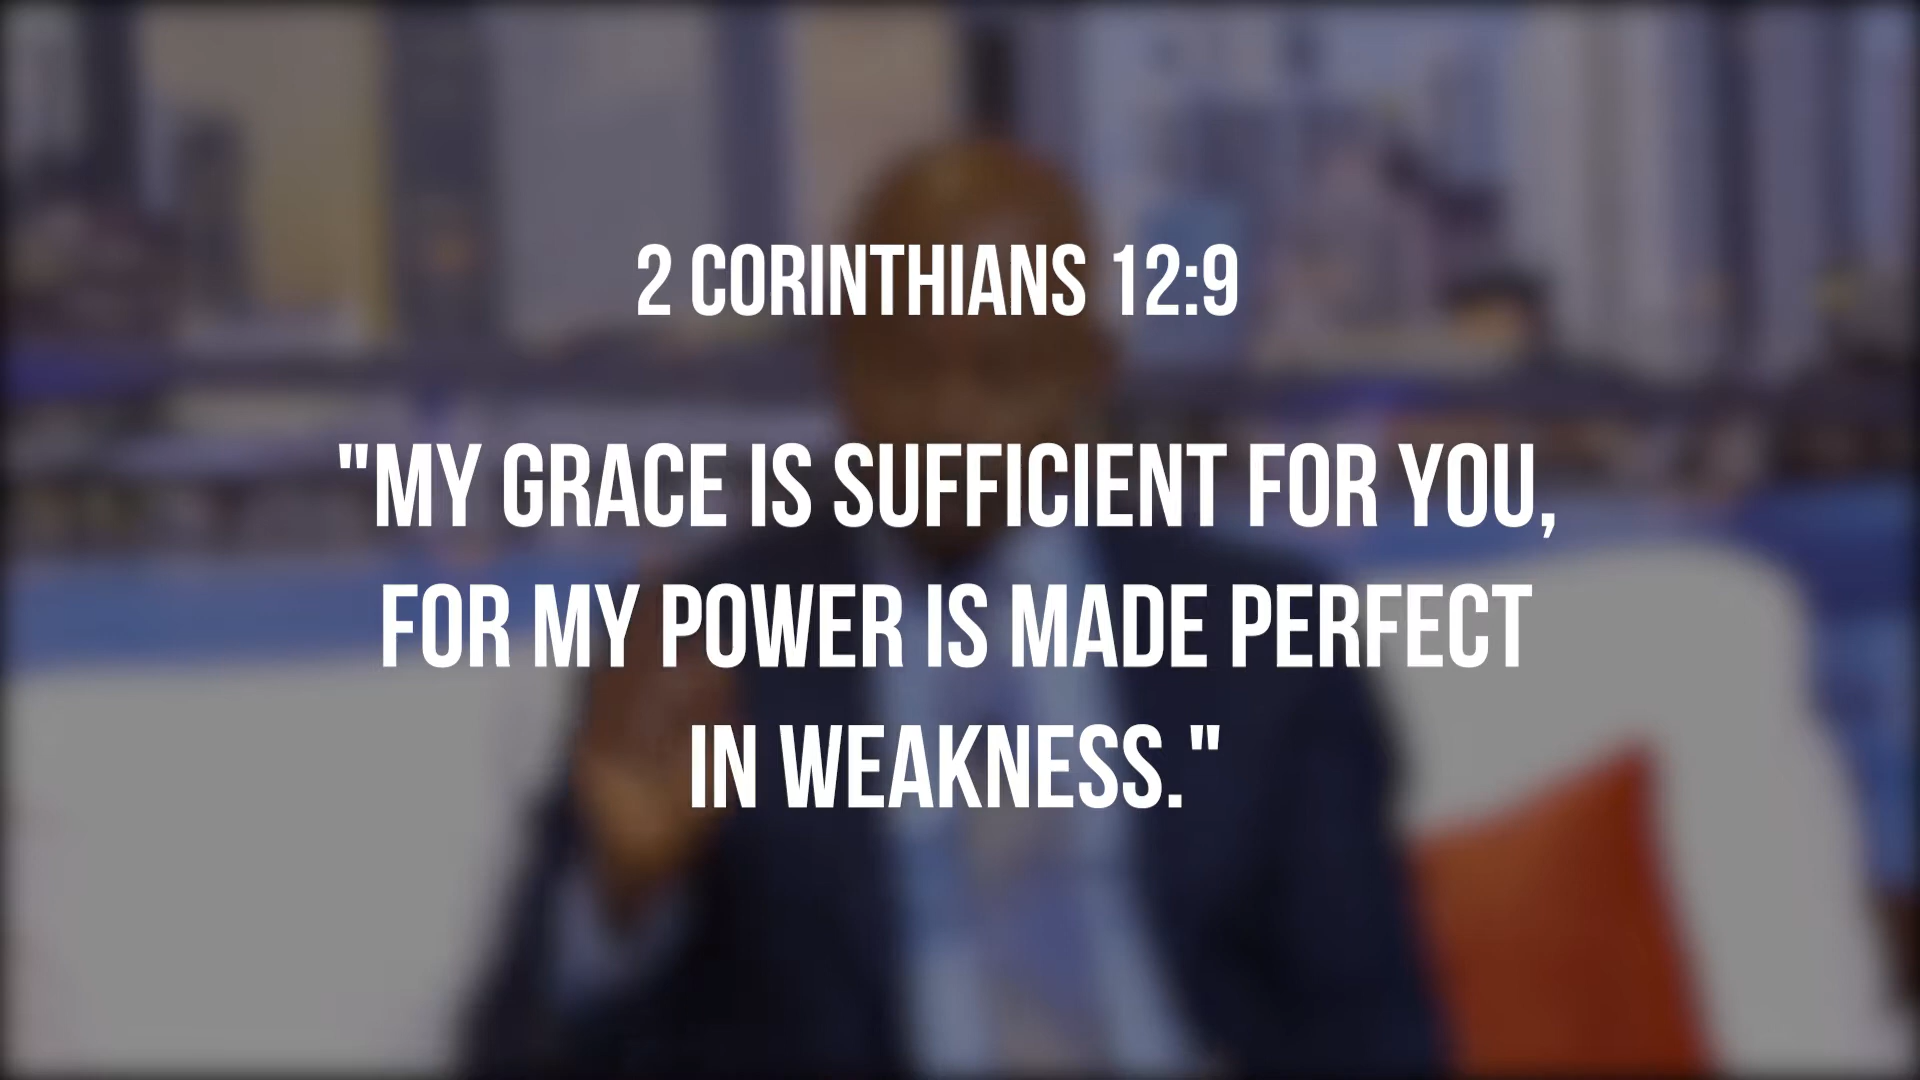 2 CORINTHIANS 12:9
"MY GRACE IS SUFFICIENT FOR YOU,
FOR MY POWER IS MADE PERFECT
IN WEAKNESS."